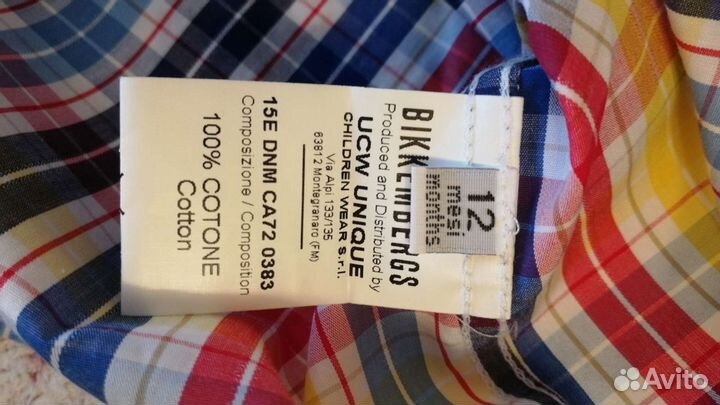 BIKKEMBERGS
Produced and Distributed by
UCW UNIQUE
CHILDREN WEAR S.r.l.
Via Alpi 133/135
63812 Montegranaro (FM)
15E DNM CA72 0383
Composizione / Composition
100% COTONE
Cotton
12
mesi
months
Avito